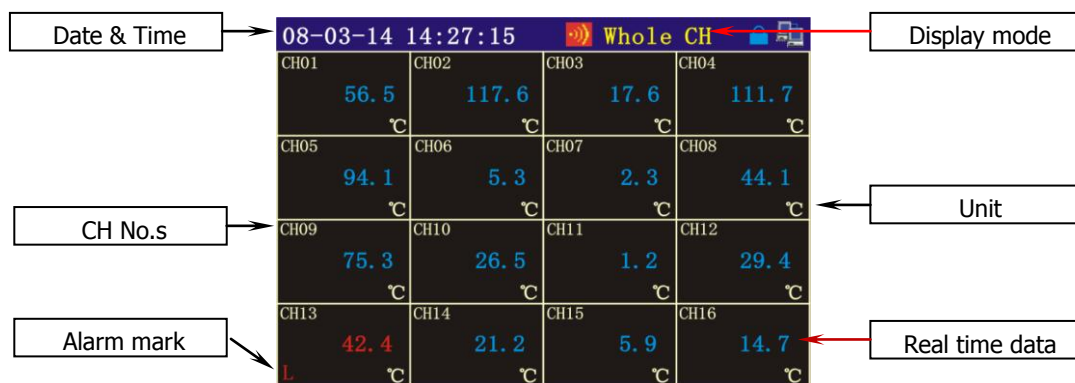 Date & Time
08-03-14 14:27:15 Whole CH
Display mode
CH01 CH02 CH03 CH04
56.5 117.6 17.6 111.7
℃ ℃ ℃ ℃
CH05 CH06 CH07 CH08
94.1 5.3 2.3 44.1
℃ ℃ ℃ ℃
Unit
CH No.s
CH09 CH10 CH11 CH12
75.3 26.5 1.2 29.4
℃ ℃ ℃ ℃
CH13 CH14 CH15 CH16
Alarm mark
42.4 21.2 5.9 14.7
Real time data
L ℃ ℃ ℃ ℃